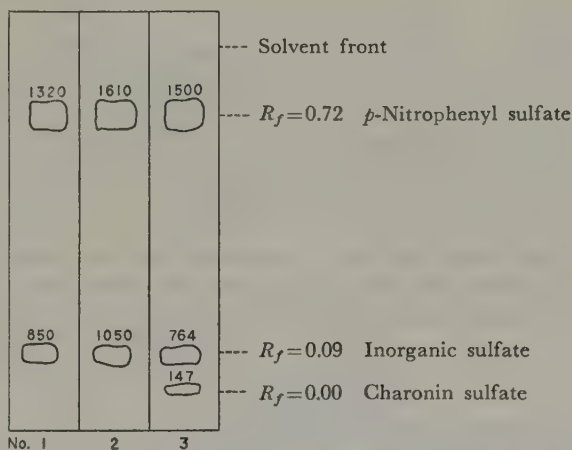 Solvent front
1320 1610 1500
R_f=0.72 p-Nitrophenyl sulfate
850 1050 764
R_f=0.09 Inorganic sulfate
147
R_f=0.00 Charonin sulfate
No. 1 2 3